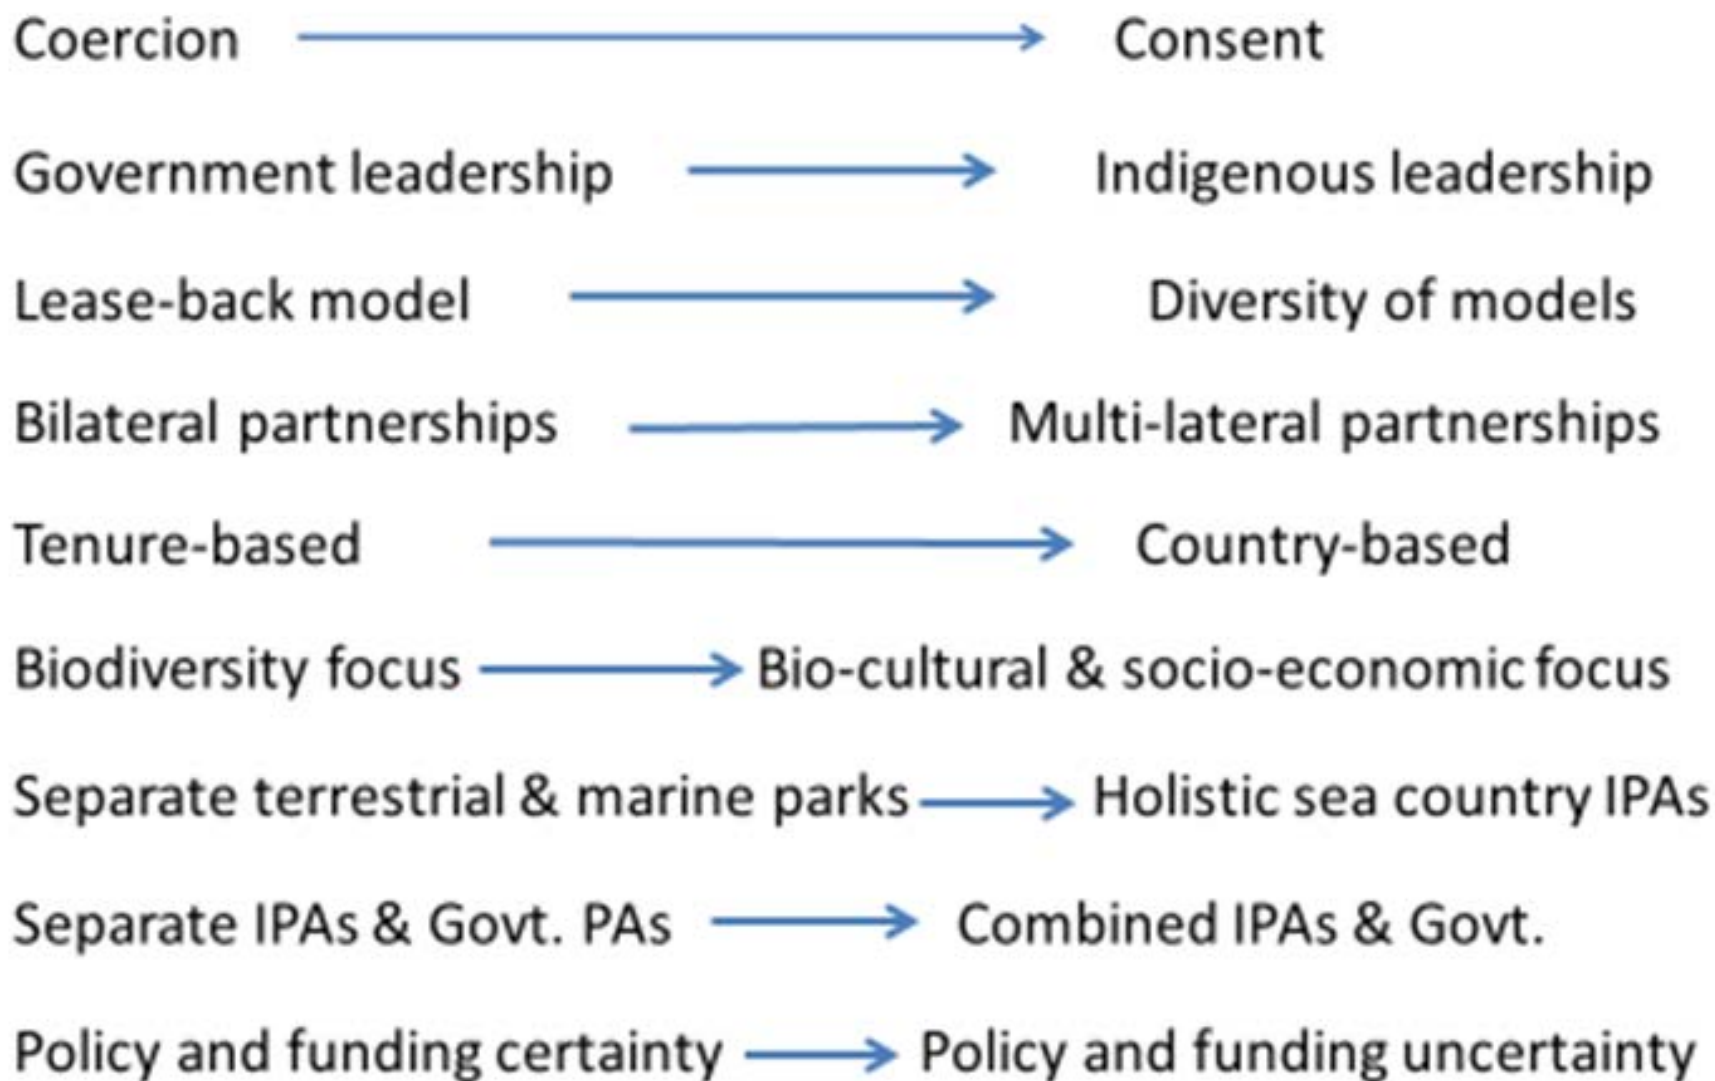 Coercion Consent
Government leadership Indigenous leadership
Lease-back model Diversity of models
Bilateral partnerships Multi-lateral partnerships
Tenure-based Country-based
Biodiversity focus Bio-cultural & socio-economic focus
Separate terrestrial & marine parks Holistic sea country IPAs
Separate IPAs & Govt. PAs Combined IPAs & Govt.
Policy and funding certainty Policy and funding uncertainty